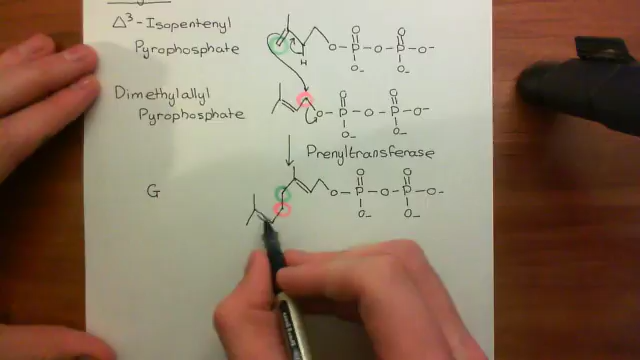 Δ³-Isopentenyl
Pyrophosphate
H
O-P-O-P-O-
O
O
O-
O-
Dimethylallyl
Pyrophosphate
O-P-O-P-O-
O
O
O-
O-
Prenyltransferase
G
O-P-O-P-O-
O
O
O-
O-